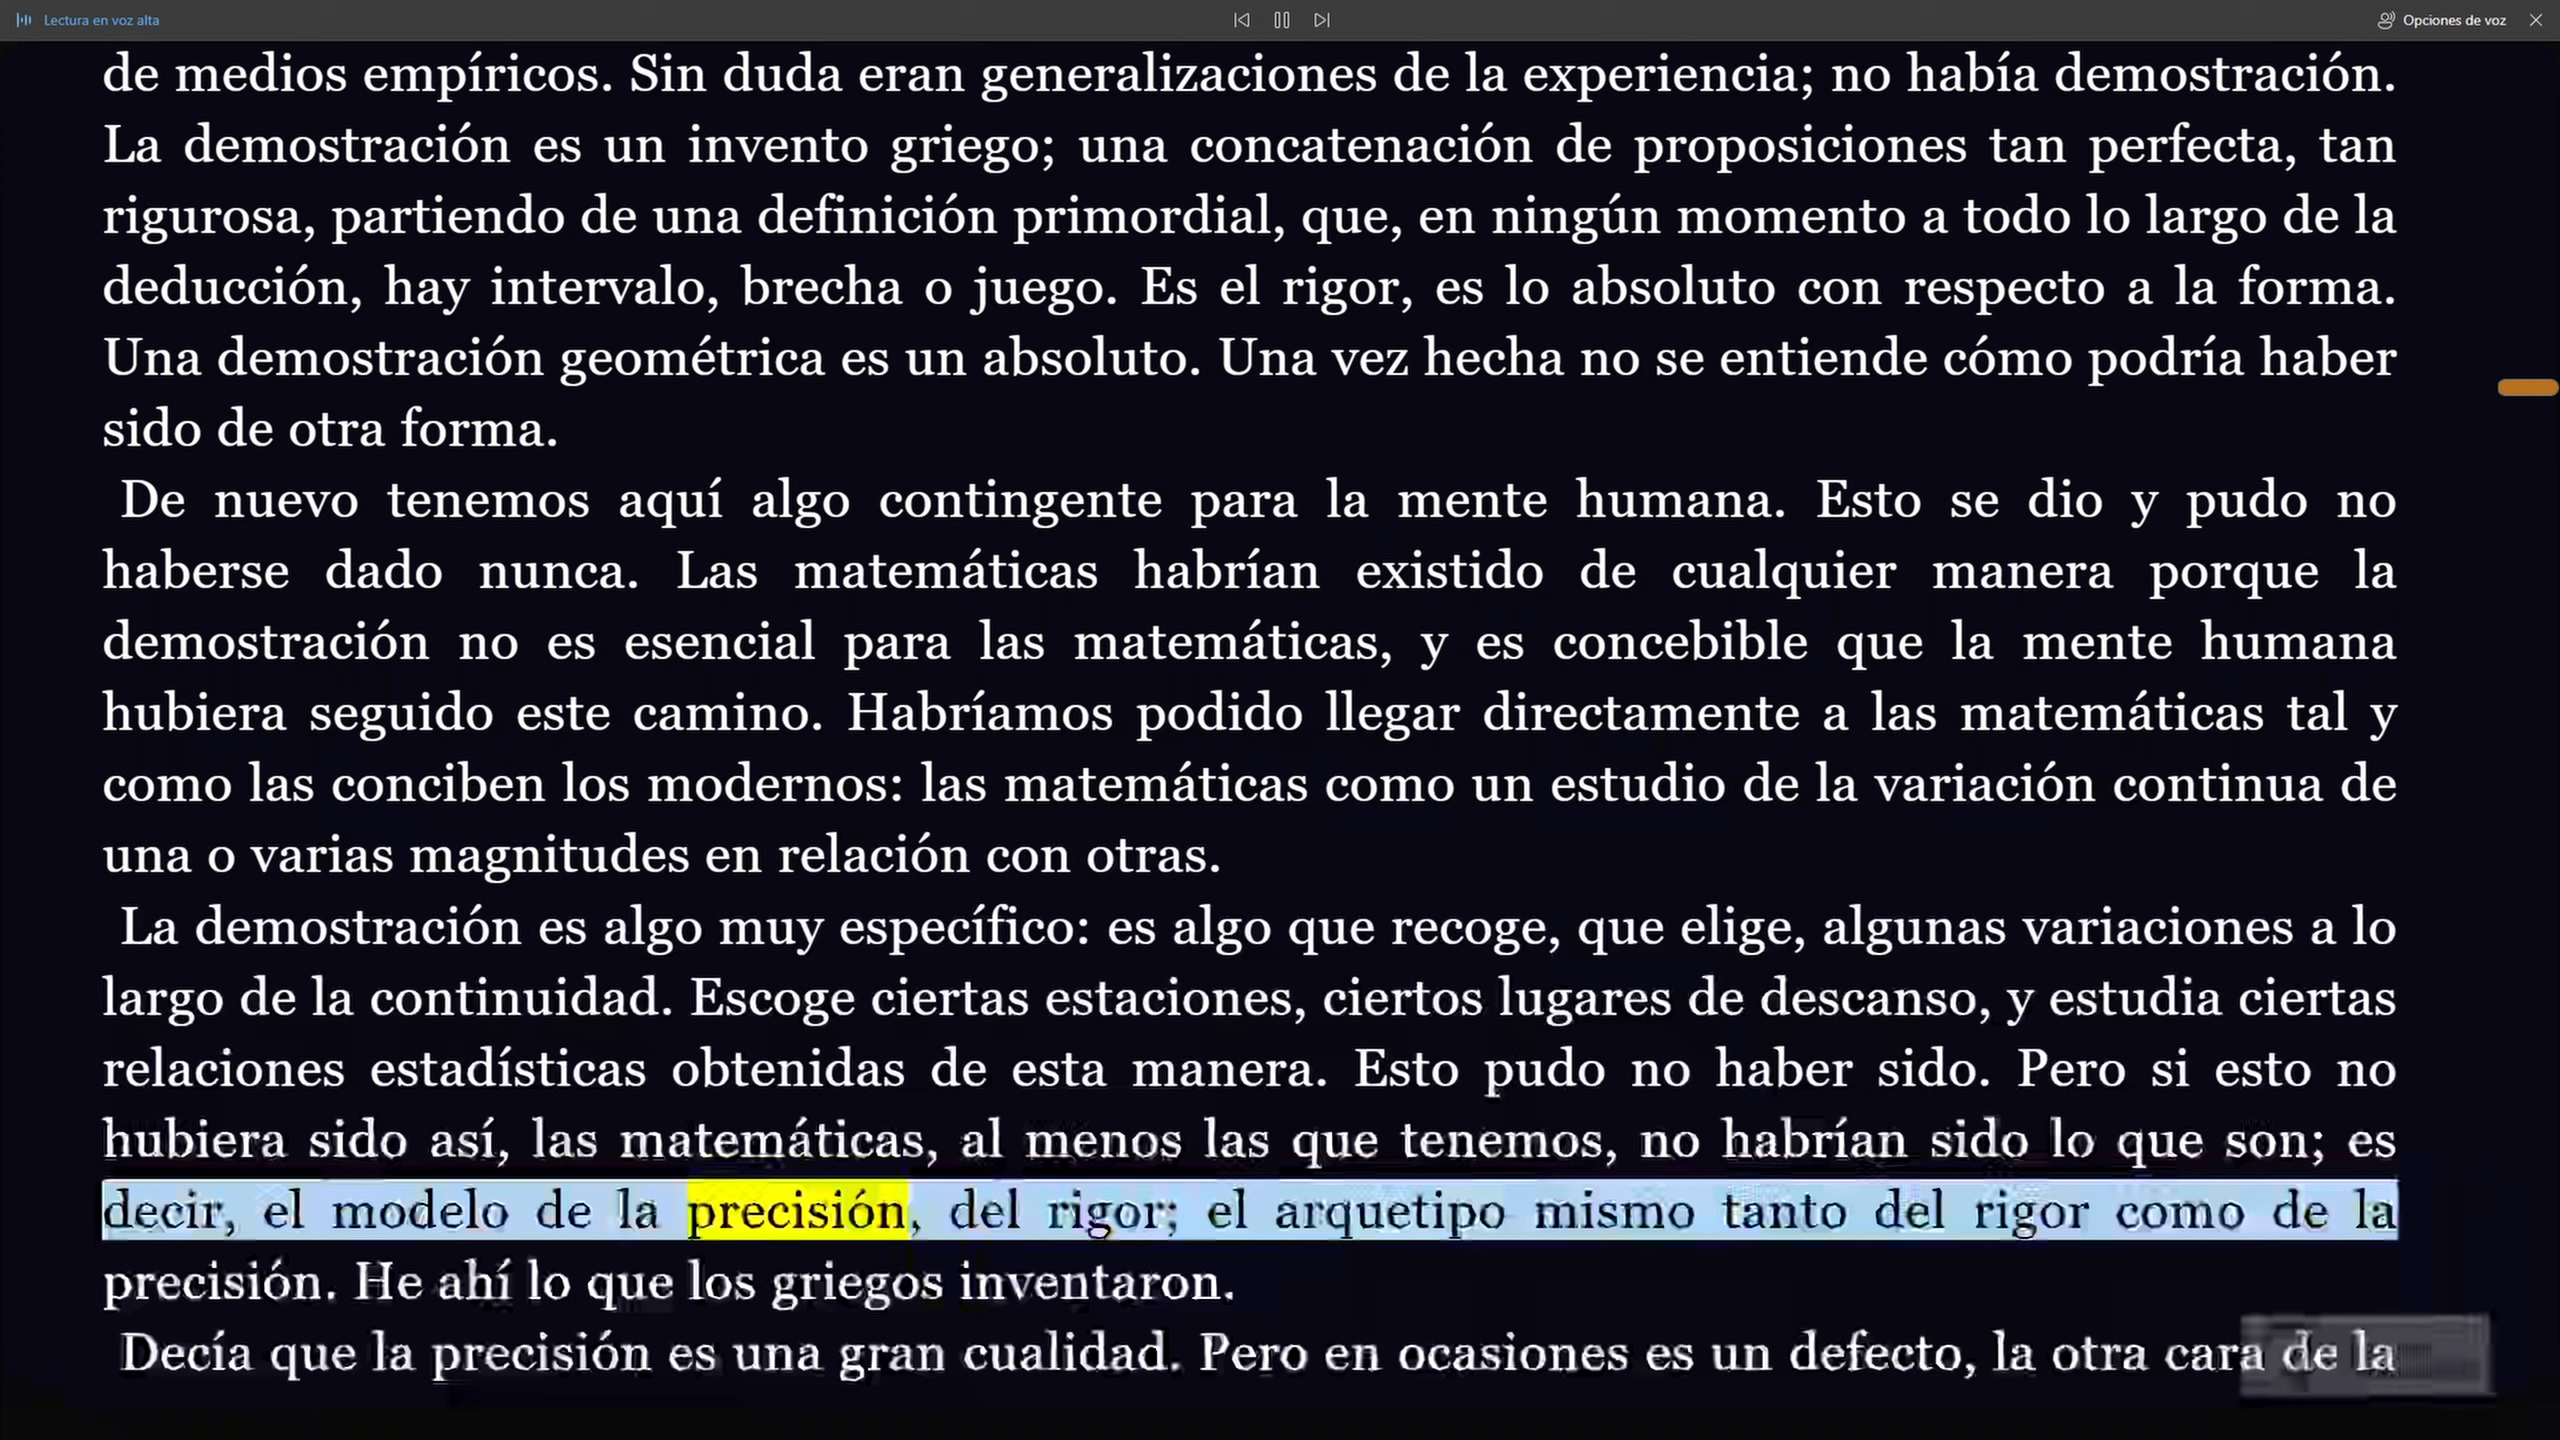 Lectura en voz alta
Opciones de voz
de medios empíricos. Sin duda eran generalizaciones de la experiencia; no había demostración.
La demostración es un invento griego; una concatenación de proposiciones tan perfecta, tan
rigurosa, partiendo de una definición primordial, que, en ningún momento a todo lo largo de la
deducción, hay intervalo, brecha o juego. Es el rigor, es lo absoluto con respecto a la forma.
Una demostración geométrica es un absoluto. Una vez hecha no se entiende cómo podría haber
sido de otra forma.
De nuevo tenemos aquí algo contingente para la mente humana. Esto se dio y pudo no
haberse dado nunca. Las matemáticas habrían existido de cualquier manera porque la
demostración no es esencial para las matemáticas, y es concebible que la mente humana
hubiera seguido este camino. Habríamos podido llegar directamente a las matemáticas tal y
como las conciben los modernos: las matemáticas como un estudio de la variación continua de
una o varias magnitudes en relación con otras.
La demostración es algo muy específico: es algo que recoge, que elige, algunas variaciones a lo
largo de la continuidad. Escoge ciertas estaciones, ciertos lugares de descanso, y estudia ciertas
relaciones estadísticas obtenidas de esta manera. Esto pudo no haber sido. Pero si esto no
hubiera sido así, las matemáticas, al menos las que tenemos, no habrían sido lo que son; es
decir, el modelo de la precisión, del rigor; el arquetipo mismo tanto del rigor como de la
precisión. He ahí lo que los griegos inventaron.
Decía que la precisión es una gran cualidad. Pero en ocasiones es un defecto, la otra cara de la